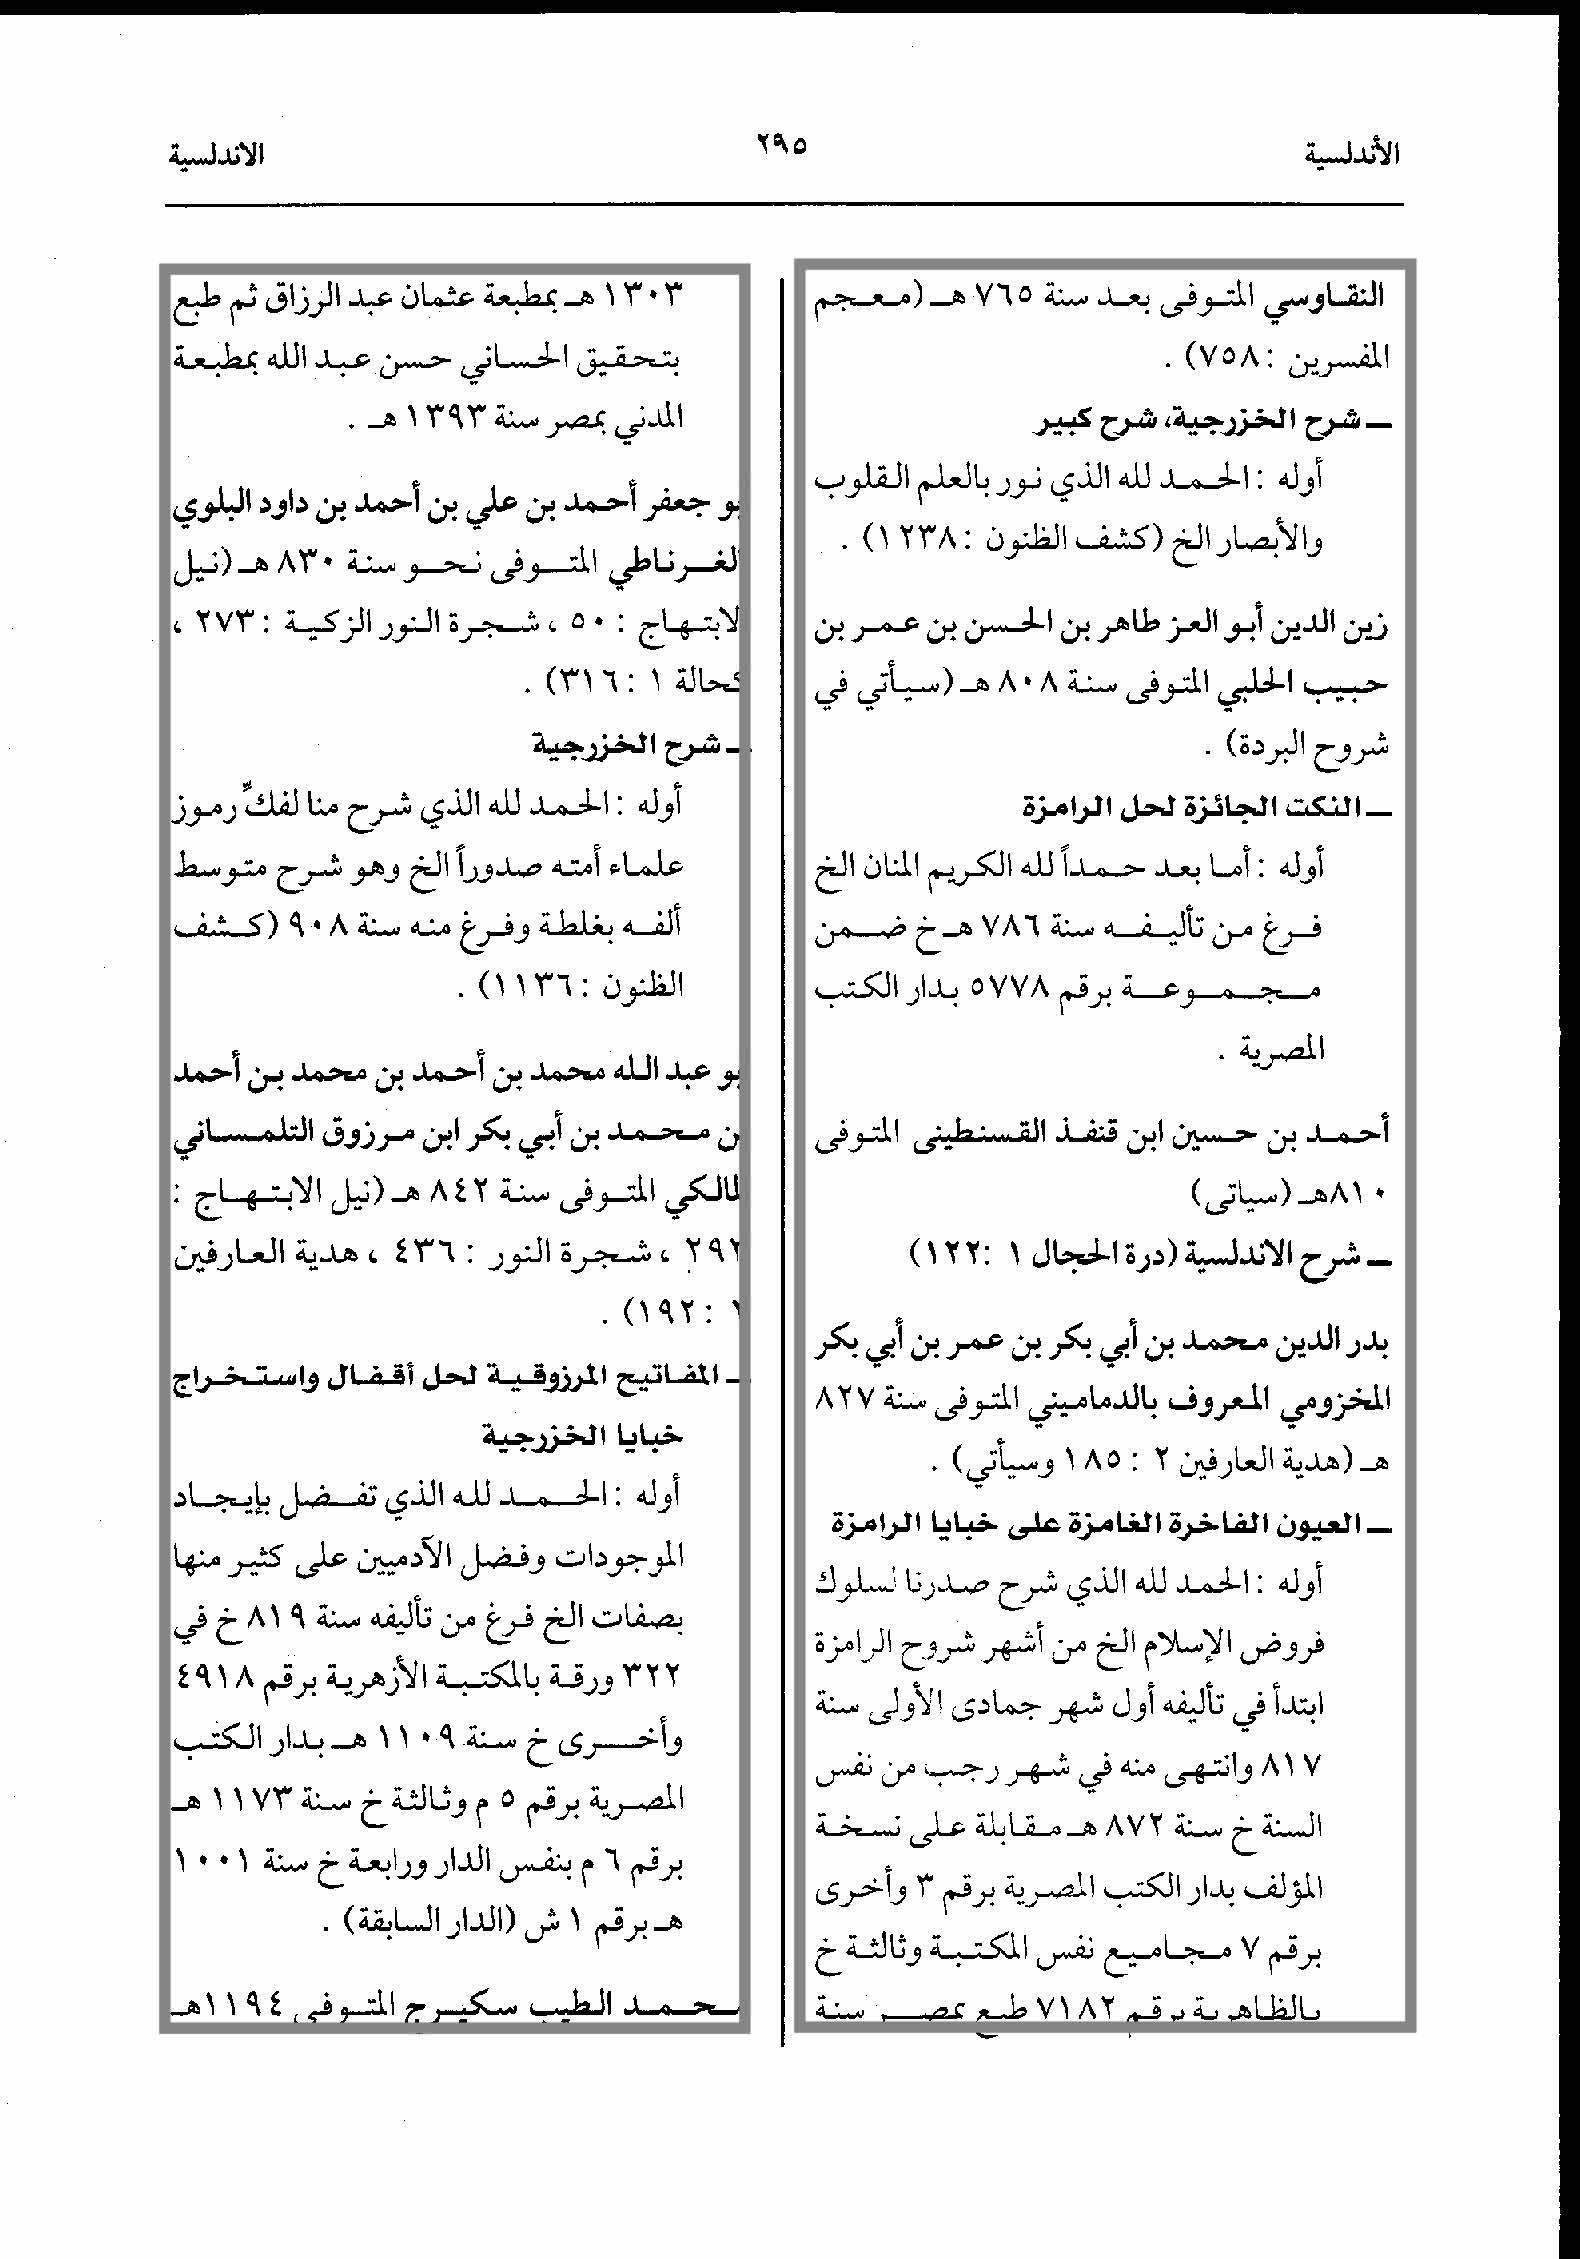 الأندلسية
٢٩٥
الاندلسية
النقاوسي المتوفى بعد سنة ٧٦٥ هـ (معجم
المفسرين : ٧٥٨) .
ـ شرح الخزرجية، شرح كبير
أوله : الحمد لله الذي نور بالعلم القلوب
والأبصار الخ (كشف الظنون : ١٢٣٨) .
زين الدين أبو العز طاهر بن الحسن بن عمر بن
حبيب الحلبي المتوفى سنة ٨٠٨ هـ (سيأتي في
شروح البردة) .
ـ النكت الجائزة لحل الرامزة
أوله : أما بعد حمداً لله الكريم المنان الخ
فرغ من تأليفه سنة ٧٨٦ هـ خ ضمن
مجموعة برقم ٥٧٧٨ بدار الكتب
المصرية .
أحمد بن حسين ابن قنفذ القسنطينى المتوفى
٨١٠هـ (سياتى)
ـ شرح الاندلسية (درة الحجال ١ : ١٢٢)
بدر الدين محمد بن أبي بكر بن عمر بن أبي بكر
المخزومي المعروف بالدماميني المتوفى سنة ٨٢٧
هـ (هدية العارفين ٢ : ١٨٥ وسيأتي) .
ـ العيون الفاخرة الغامزة على خبايا الرامزة
أوله : الحمد لله الذي شرح صدرنا لسلوك
فروض الإسلام الخ من أشهر شروح الرامزة
ابتدأ في تأليفه أول شهر جمادى الأولى سنة
٨١٧ وانتهى منه في شهر رجب من نفس
السنة خ سنة ٨٧٢ هـ مقابلة على نسخة
المؤلف بدار الكتب المصرية برقم ٣ وأخرى
برقم ٧ مجاميع نفس المكتبة وثالثة خ
بالظاهرية برقم ٧١٨٢ طبع بمصر سنة
١٣٠٣ هـ بمطبعة عثمان عبد الرزاق ثم طبع
بتحقيق الحساني حسن عبد الله بمطبعة
المدني بمصر سنة ١٣٩٣ هـ .
بو جعفر أحمد بن علي بن أحمد بن داود البلوي
لغرناطي المتوفى نحو سنة ٨٣٠ هـ (نيل
لابتهاج : ٥٠ ، شجرة النور الزكية : ٢٧٣ ،
كحالة ١ : ٣١٦) .
ـ شرح الخزرجية
أوله : الحمد لله الذي شرح منا لفكّ رموز
علماء أمته صدوراً الخ وهو شرح متوسط
ألفه بغلطة وفرغ منه سنة ٩٠٨ (كشف
الظنون : ١١٣٦) .
بو عبد الله محمد بن أحمد بن محمد بن أحمد
ن محمد بن أبي بكر ابن مرزوق التلمساني
لمالكي المتوفى سنة ٨٤٢ هـ (نيل الابتهاج :
٢٩٢ ، شجرة النور : ٤٣٦ ، هدية العارفين
: ١٩٢) .
ـ المفاتيح المرزوقية لحل أقفال واستخراج
خبايا الخزرجية
أوله : الحمد لله الذي تفضل بإيجاد
الموجودات وفضل الآدميين على كثير منها
بصفات الخ فرغ من تأليفه سنة ٨١٩ خ في
٣٢٢ ورقة بالمكتبة الأزهرية برقم ٤٩١٨
وأخرى خ سنة ١١٠٩ هـ بدار الكتب
المصرية برقم ٥ م وثالثة خ سنة ١١٧٣ هـ
برقم ٦ م بنفس الدار ورابعة خ سنة ١٠٠١
هـ برقم ١ ش (الدار السابقة) .
حمد الطيب سكيرج المتوفى ١١٩٤هـ